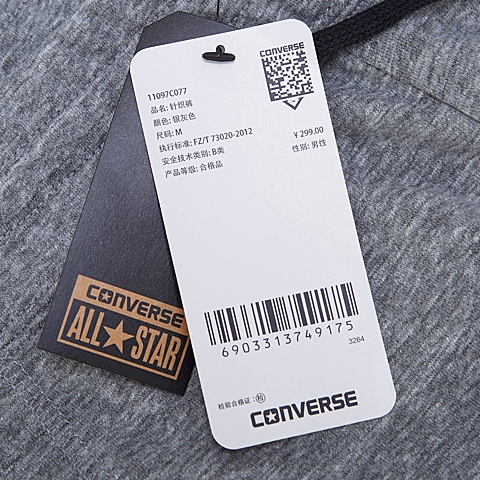 CONVERSE
11097C077
品名: 针织裤
颜色: 银灰色
尺码: M
执行标准: FZ/T 73020-2012
¥ 299.00
安全技术类别: B类
性别: 男性
产品等级: 合格品
6903313749175
3264
检验合格证: 检
CONVERSE
CONVERSE
ALL STAR